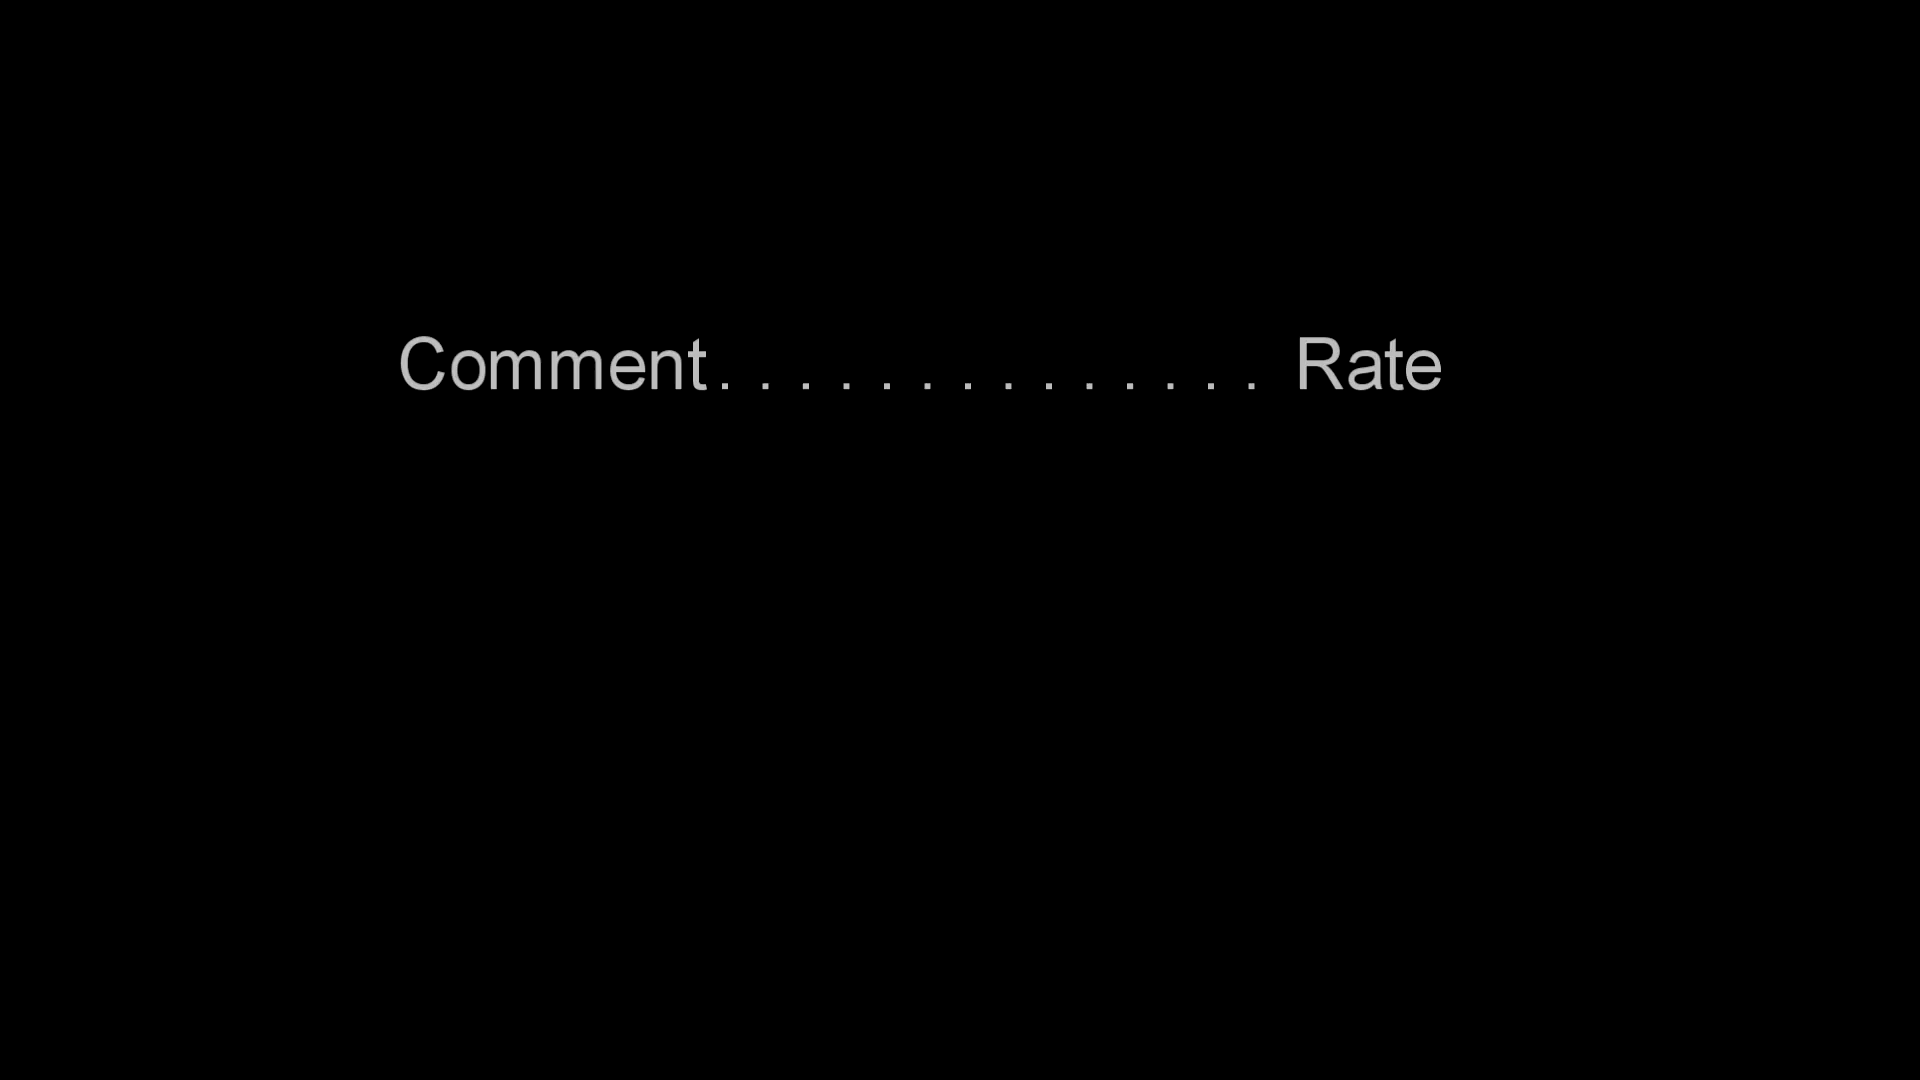 Comment. . . . . . . . . . . . . . Rate